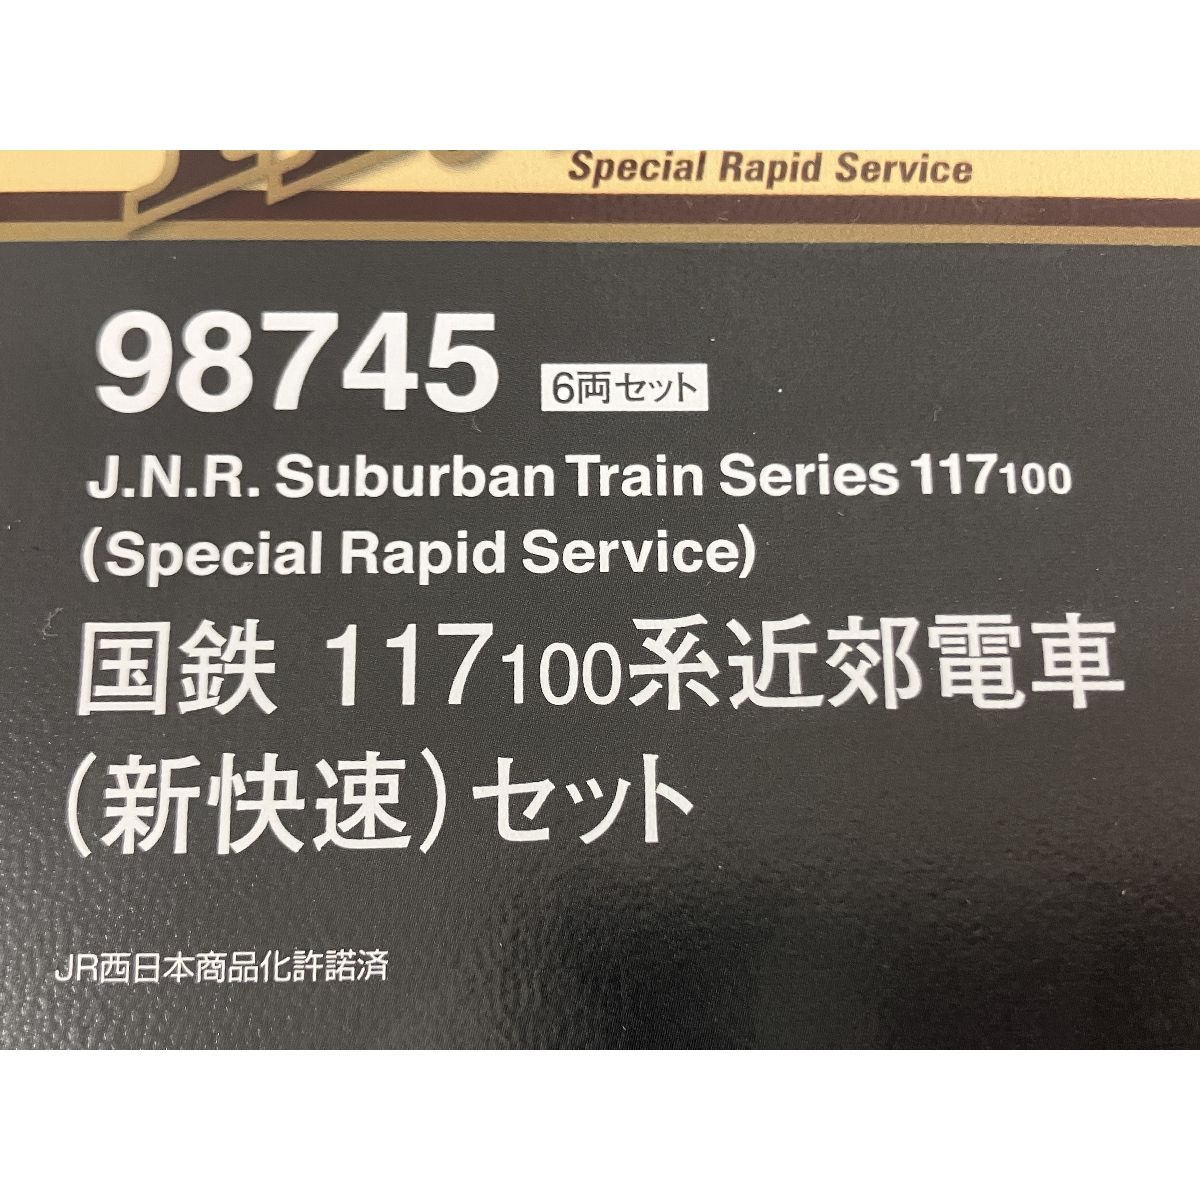 Special Rapid Service
98745 6両セット
J.N.R. Suburban Train Series 117100
(Special Rapid Service)
国鉄 117100系近郊電車
(新快速)セット
JR西日本商品化許諾済